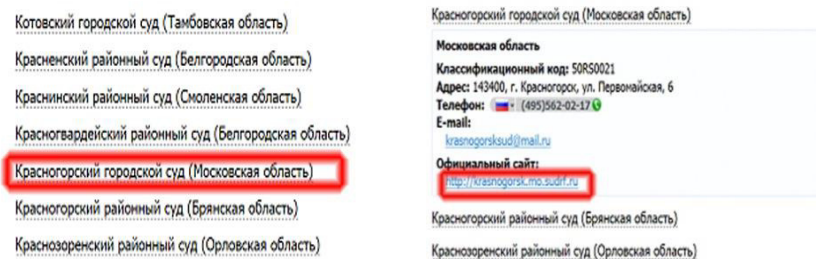 Котовский городской суд (Тамбовская область)
Красненский районный суд (Белгородская область)
Краснинский районный суд (Смоленская область)
Красногвардейский районный суд (Белгородская область)
Красногорский городской суд (Московская область)
Красногорский районный суд (Брянская область)
Краснозоренский районный суд (Орловская область)
Красногорский городской суд (Московская область)
Московская область
Классификационный код: 50RS0021
Адрес: 143400, г. Красногорск, ул. Первомайская, 6
Телефон: (495)562-02-17
E-mail:
krasnogorsksud@mail.ru
Официальный сайт:
http://krasnogorsk.mo.sudrf.ru
Красногорский районный суд (Брянская область)
Краснозоренский районный суд (Орловская область)